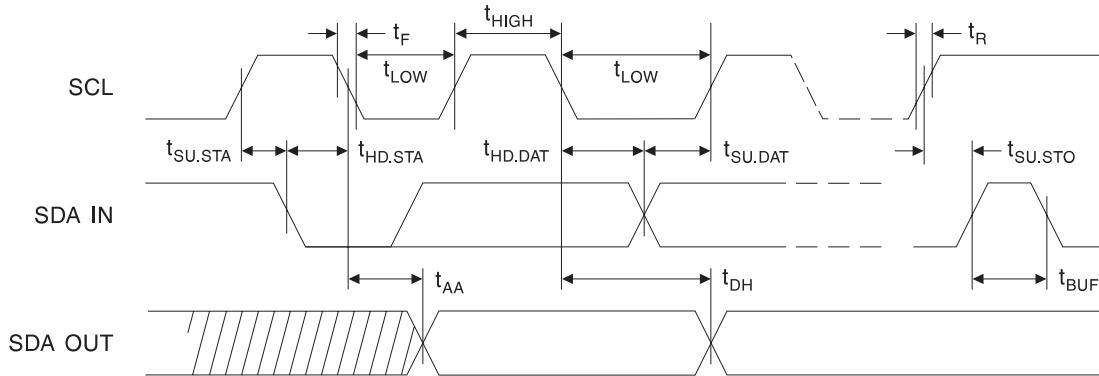 tHIGH
tF
tR
tLOW
tLOW
SCL
tSU.STA
tHD.STA
tHD.DAT
tSU.DAT
tSU.STO
SDA IN
tAA
tDH
tBUF
SDA OUT